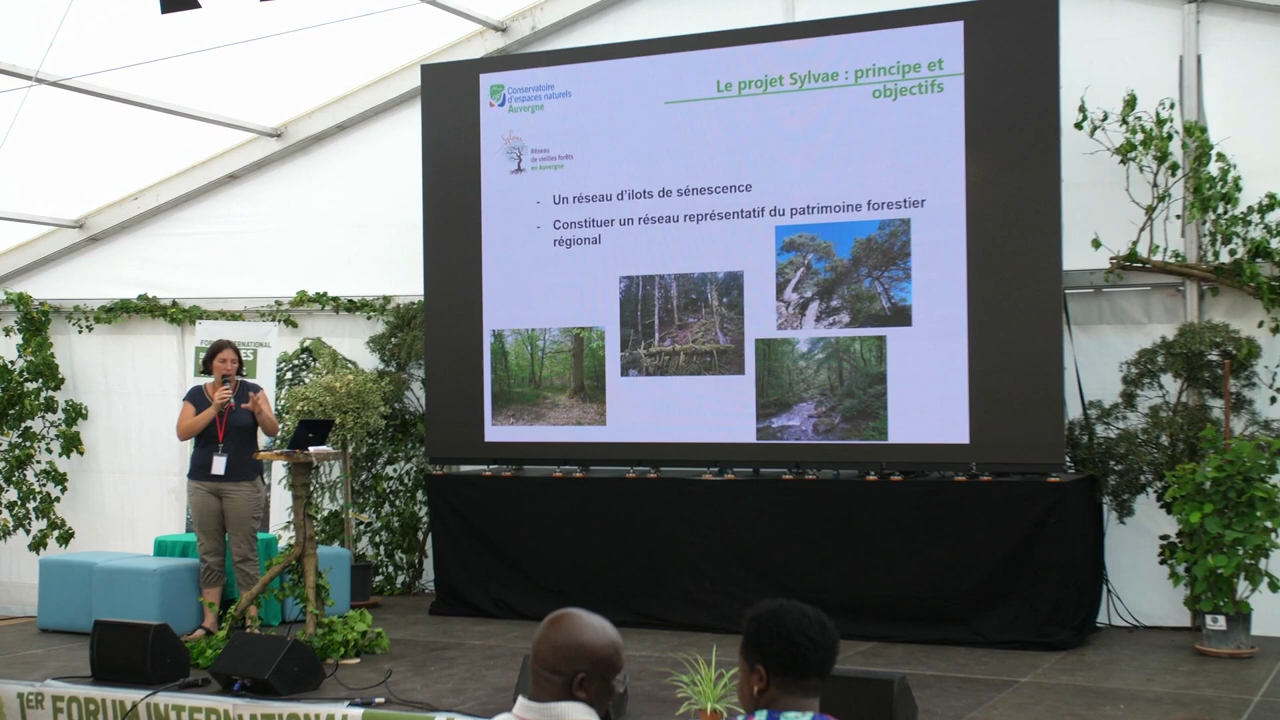 Le projet Sylvae : principe et
objectifs
Conservatoire
d'espaces naturels
Auvergne
Sylvae
Réseau
de vieilles forêts
en Auvergne
- Un réseau d'ilots de sénescence
- Constituer un réseau représentatif du patrimoine forestier
régional
1ER FORUM INTERNATIONAL